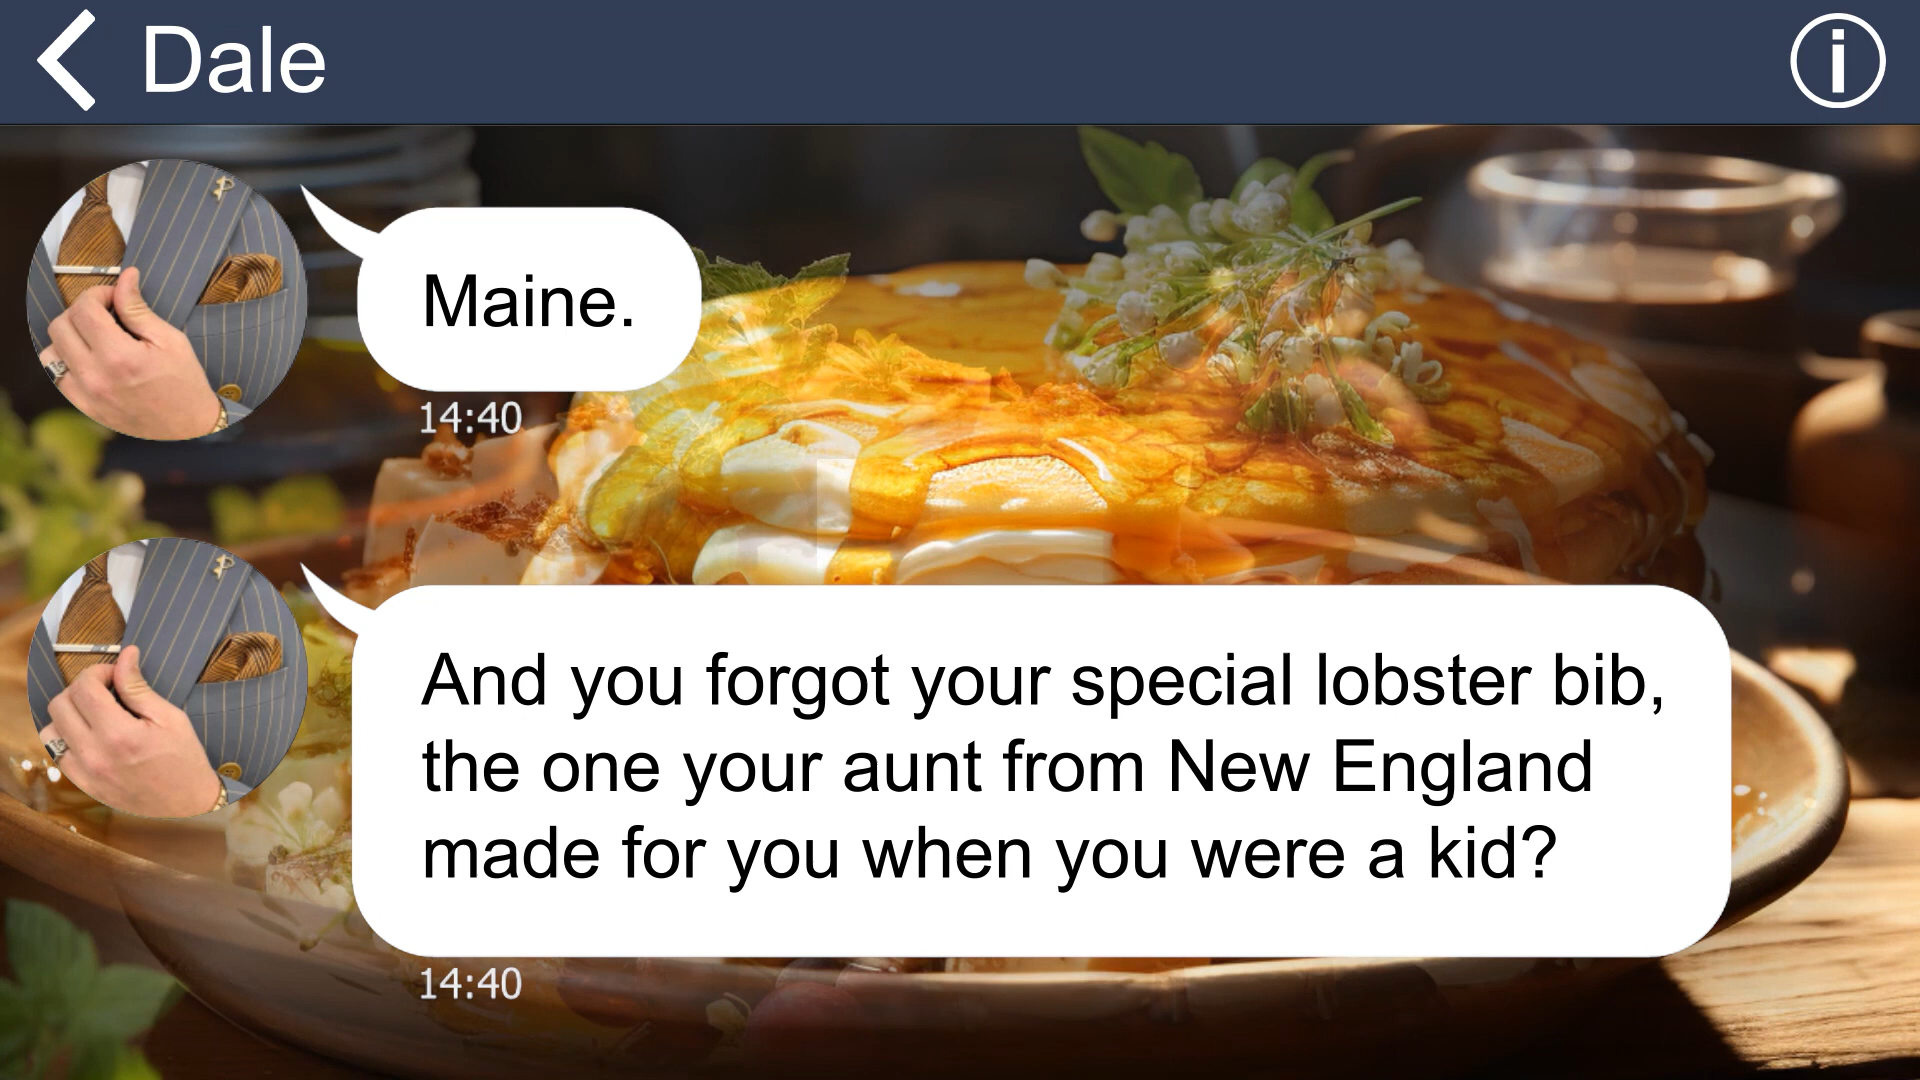 Dale
Maine.
14:40
And you forgot your special lobster bib,
the one your aunt from New England
made for you when you were a kid?
14:40